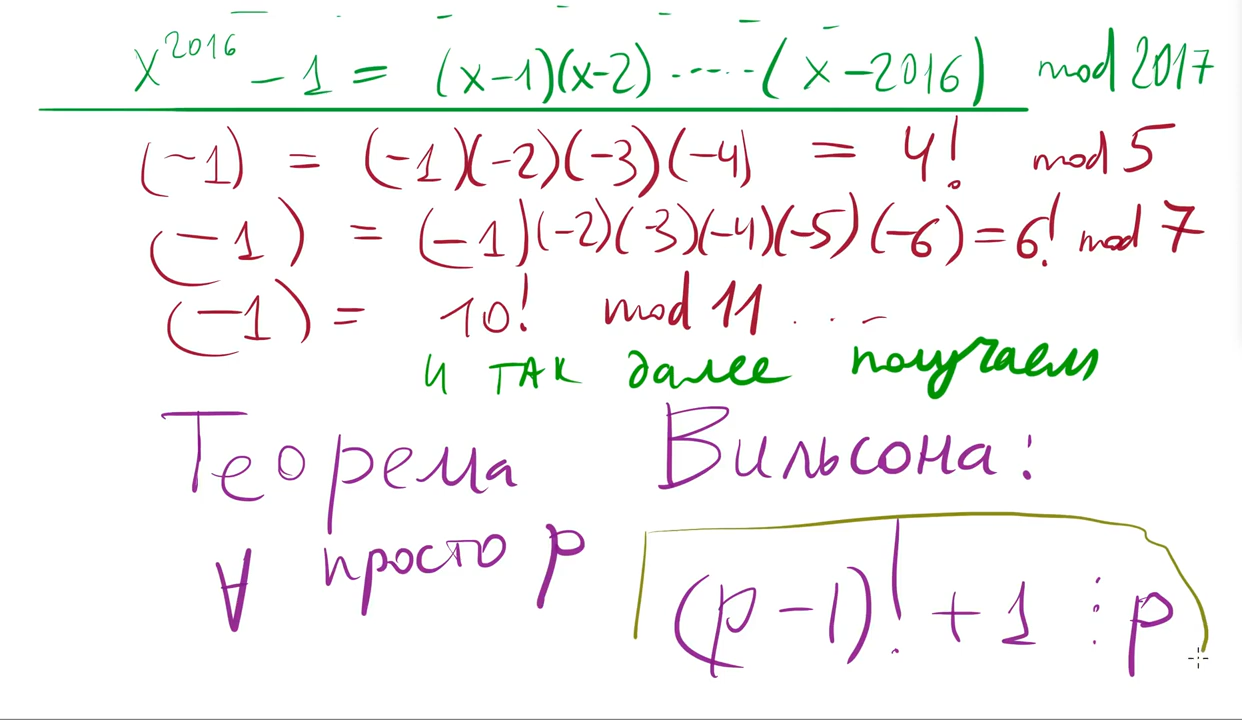 x^2016 - 1 = (x-1)(x-2) ..... (x-2016) mod 2017
(-1) = (-1)(-2)(-3)(-4) = 4! mod 5
(-1) = (-1)(-2)(-3)(-4)(-5)(-6) = 6! mod 7
(-1) = 10! mod 11 ...
и так далее получаем
Теорема Вильсона:
∀ просто p
(p-1)! + 1 ⋮ p